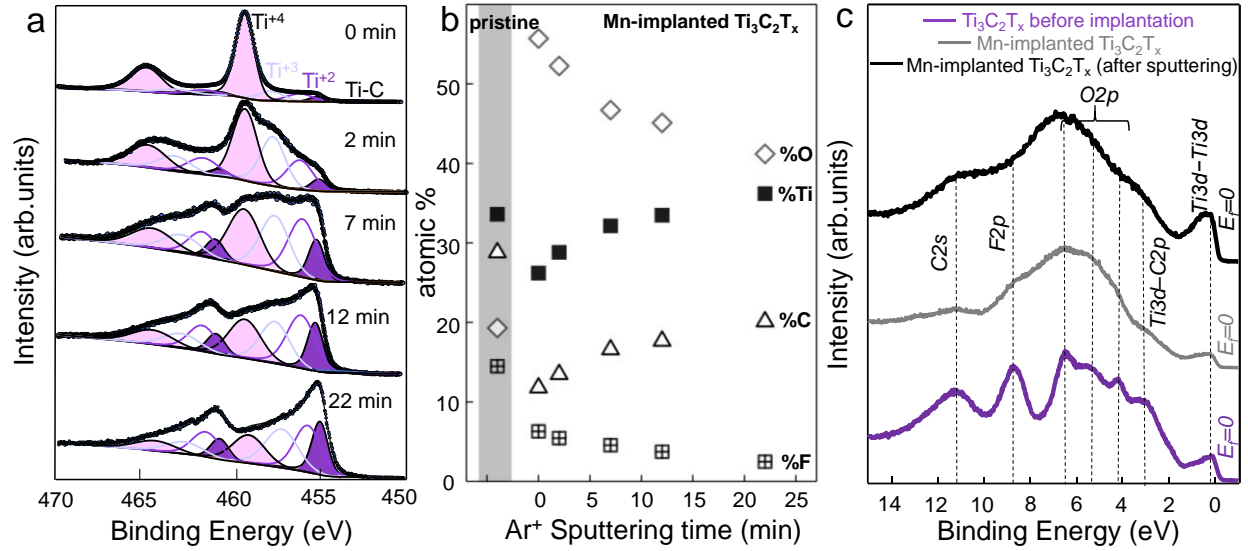 a
Ti+4
0 min
Ti+3
Ti+2
Ti-C
2 min
7 min
12 min
22 min
Intensity (arb.units)
470 465 460 455 450
Binding Energy (eV)
b
pristine
Mn-implanted Ti3C2Tx
50
40
30
20
10
0
atomic %
%O
%Ti
%C
%F
0 5 10 15 20 25
Ar+ Sputtering time (min)
c
Ti3C2Tx before implantation
Mn-implanted Ti3C2Tx
Mn-implanted Ti3C2Tx (after sputtering)
O2p
Ti3d–Ti3d
C2s
F2p
Ti3d–C2p
Ef=0
Ef=0
Ef=0
Intensity (arb.units)
14 12 10 8 6 4 2 0
Binding Energy (eV)